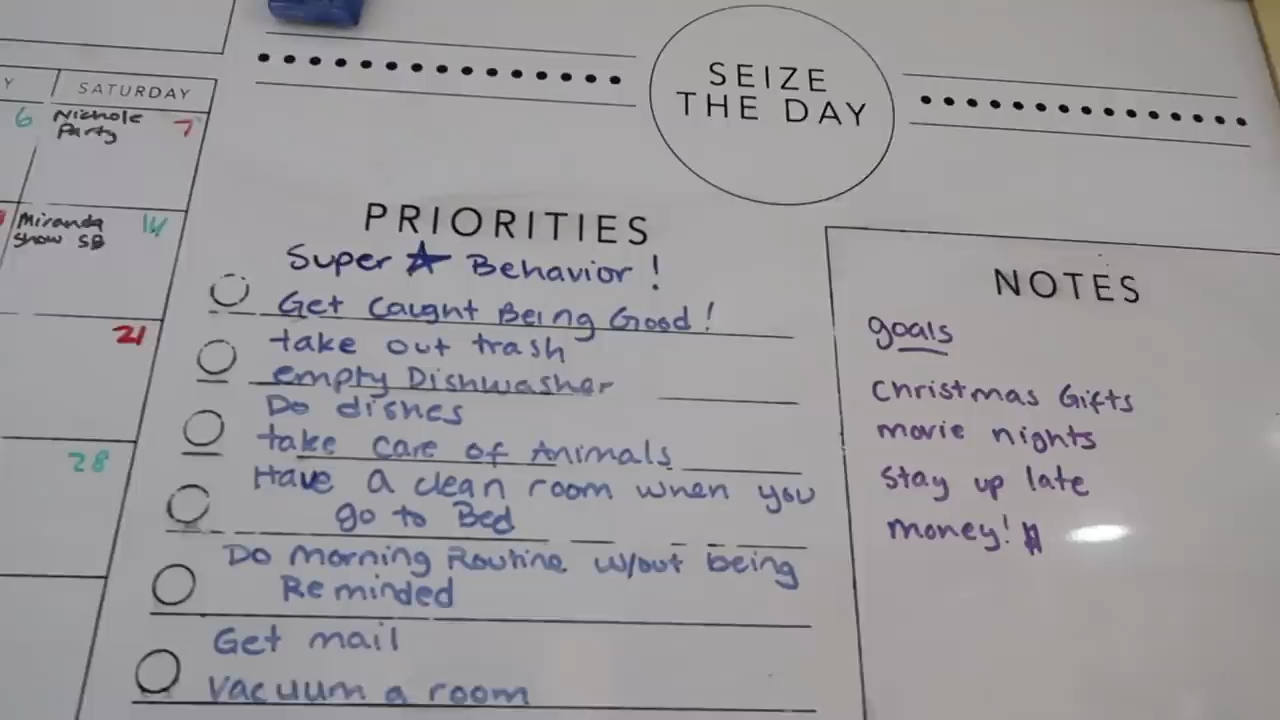 Y
SATURDAY
6
Nichole
Party
7
Miranda
Show SB
14
21
28
SEIZE
THE DAY
PRIORITIES
Super ★ Behavior!
Get Caught Being Good!
take out trash
empty Dishwasher
Do dishes
take care of Animals
Have a clean room when you
go to Bed
Do morning Routine w/out being
Reminded
Get mail
vacuum a room
NOTES
goals
Christmas Gifts
movie nights
Stay up late
money! $